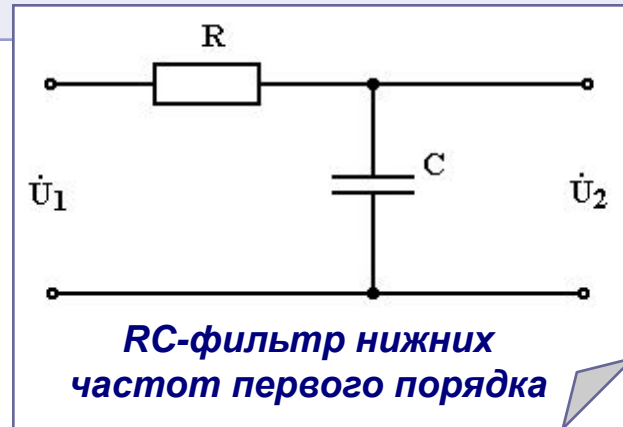 R
C
U̇1
U̇2
RC-фильтр нижних
частот первого порядка